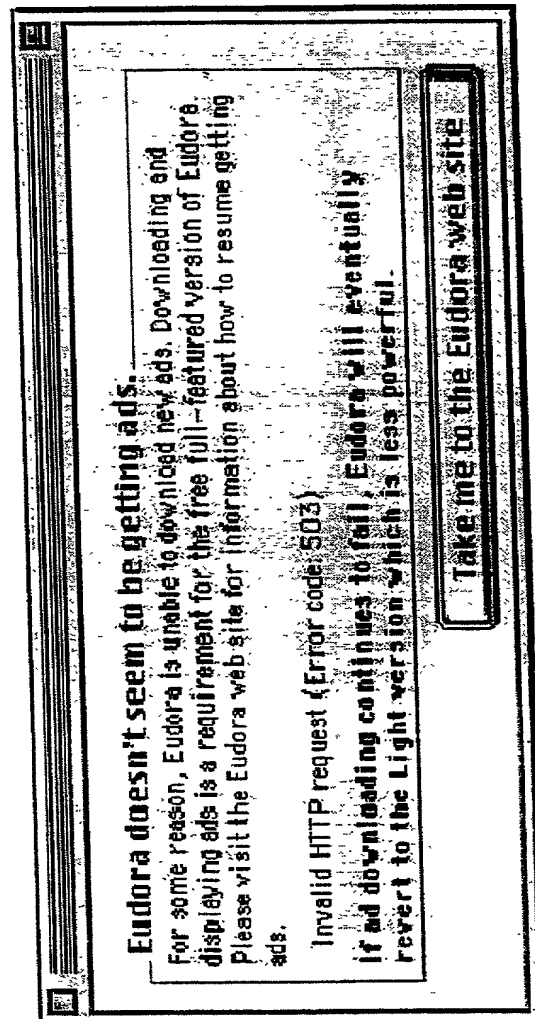 Eudora doesn't seem to be getting ads.
For some reason, Eudora is unable to download new ads. Downloading and
displaying ads is a requirement for the free full-featured version of Eudora.
Please visit the Eudora web site for information about how to resume getting
ads.
Invalid HTTP request (Error code 503)
If ad downloading continues to fail, Eudora will eventually
revert to the Light version which is less powerful.
Take me to the Eudora web site